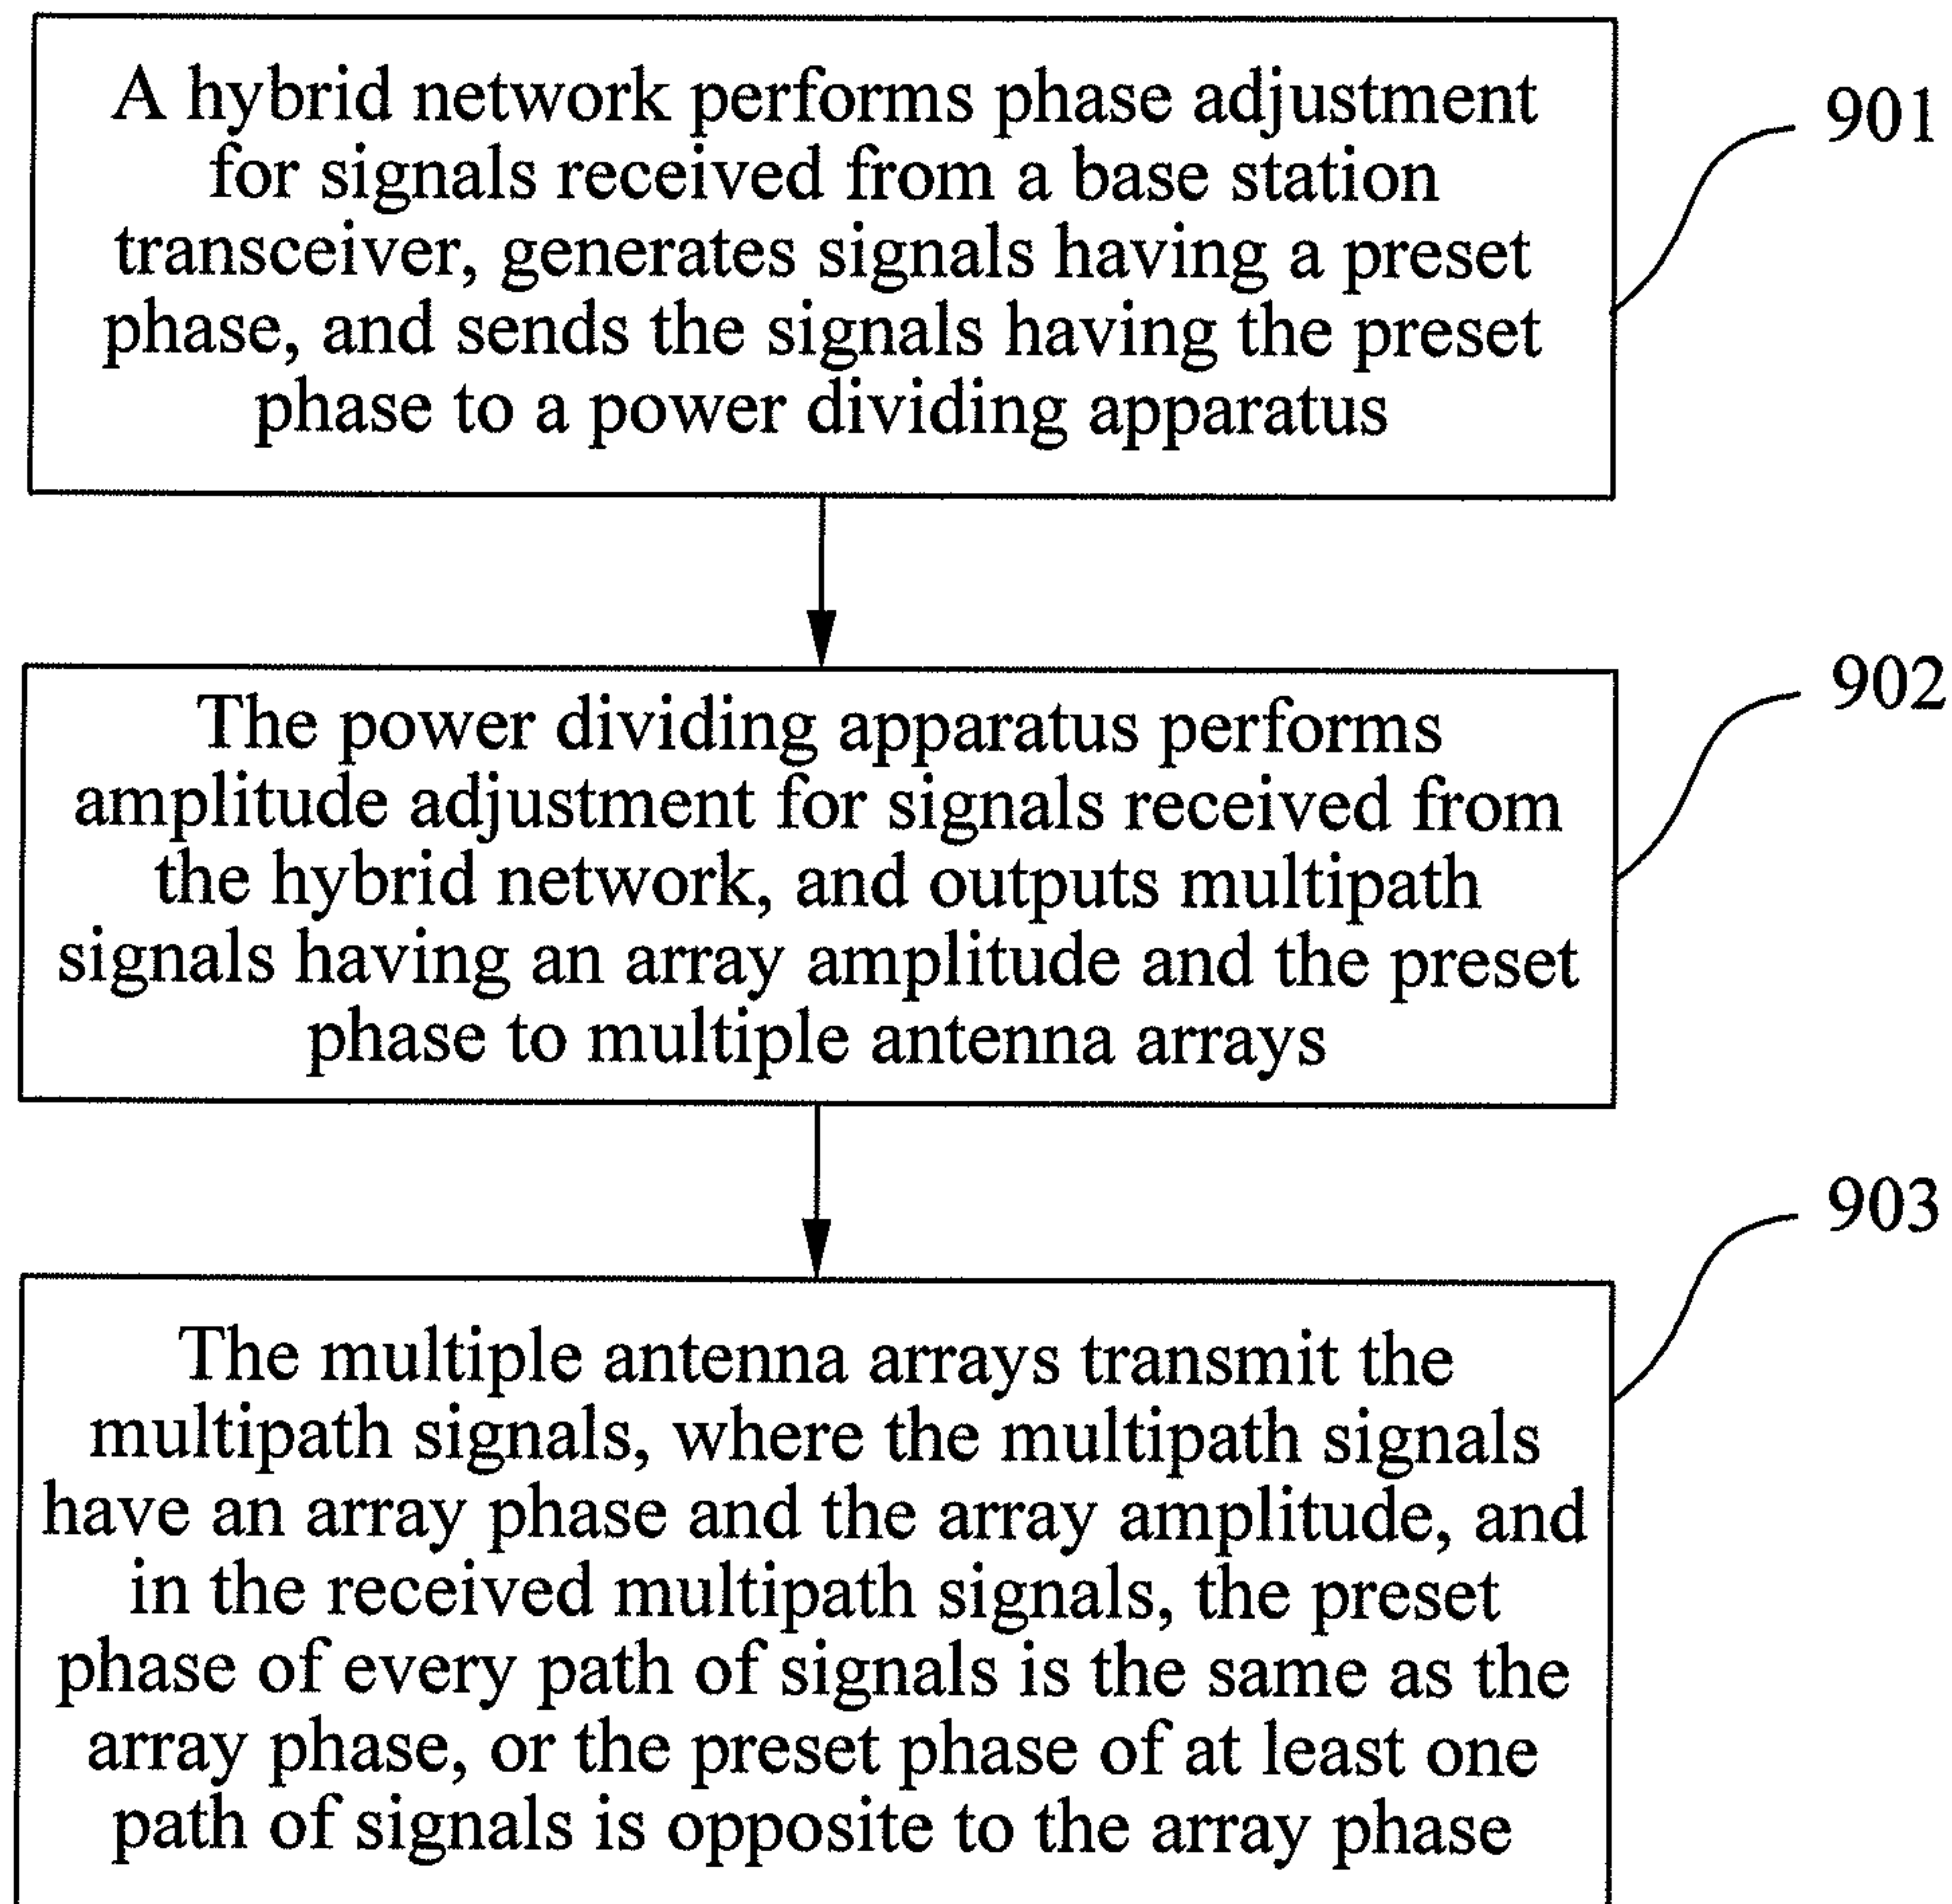 A hybrid network performs phase adjustment
for signals received from a base station
transceiver, generates signals having a preset
phase, and sends the signals having the preset
phase to a power dividing apparatus
901
The power dividing apparatus performs
amplitude adjustment for signals received from
the hybrid network, and outputs multipath
signals having an array amplitude and the preset
phase to multiple antenna arrays
902
The multiple antenna arrays transmit the
multipath signals, where the multipath signals
have an array phase and the array amplitude, and
in the received multipath signals, the preset
phase of every path of signals is the same as the
array phase, or the preset phase of at least one
path of signals is opposite to the array phase
903